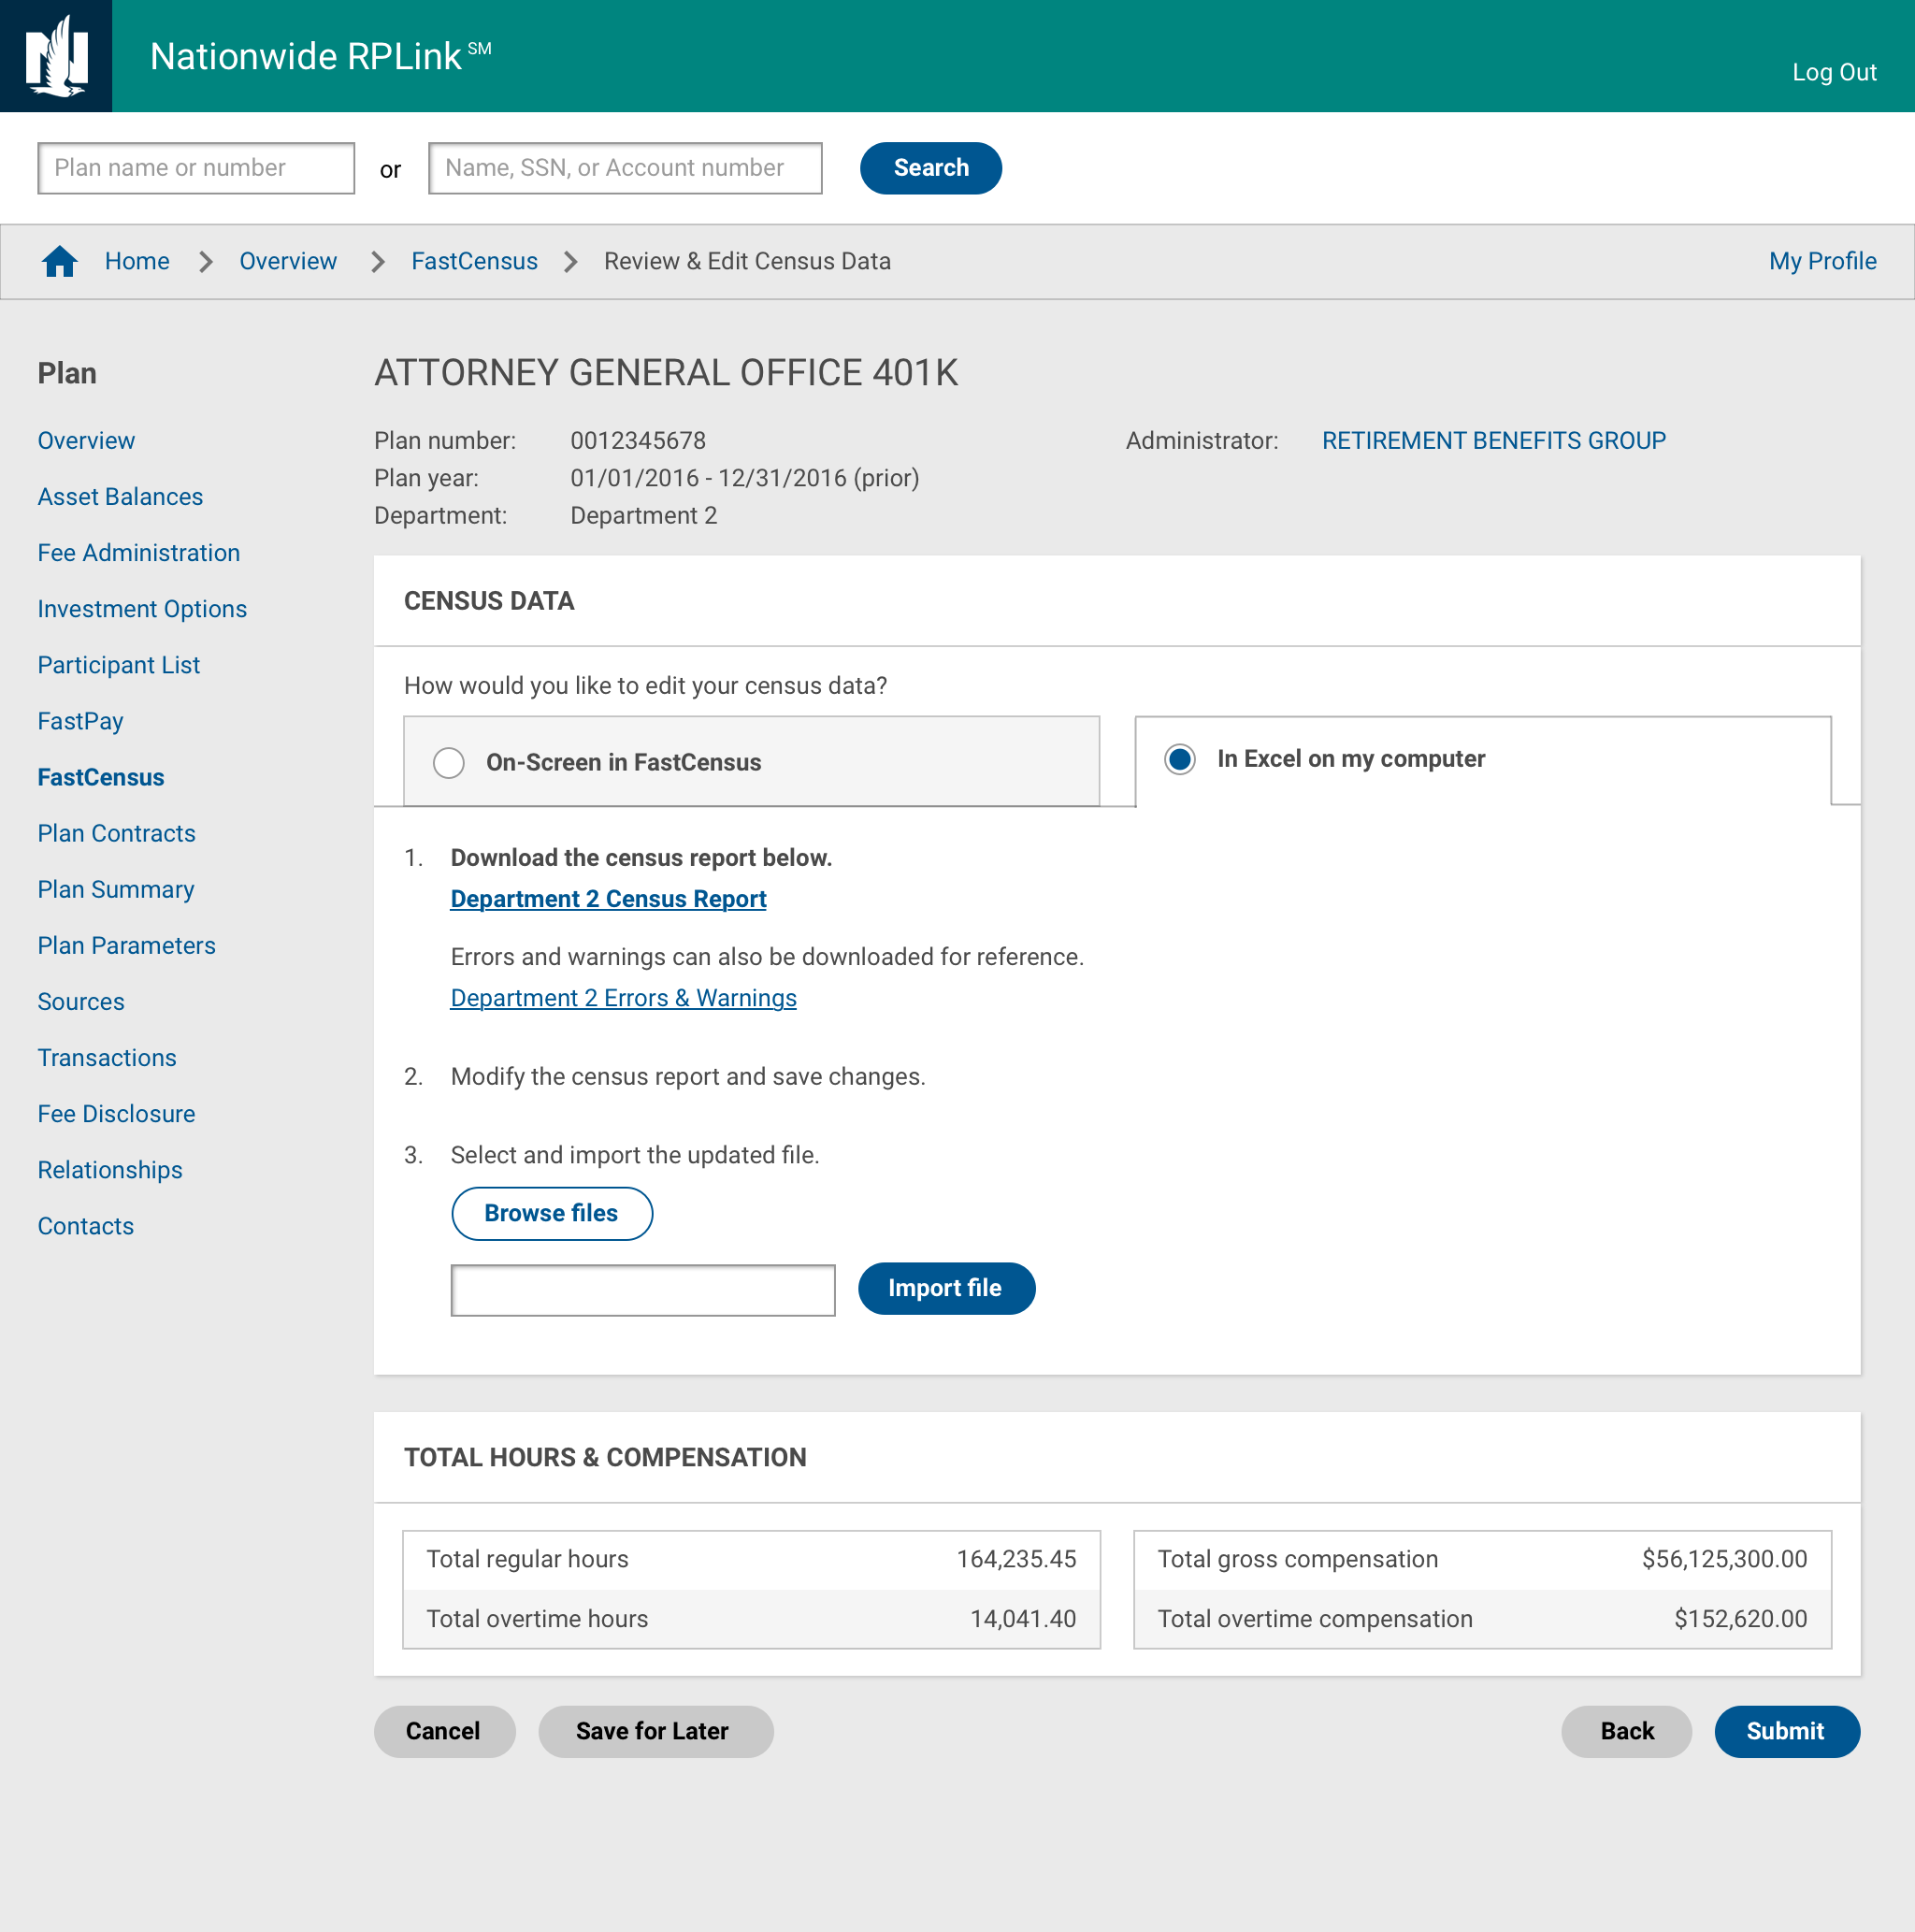 Nationwide RPLink SM
Log Out
Plan name or number
or
Name, SSN, or Account number
Search
Home
Overview
FastCensus
Review & Edit Census Data
My Profile
Plan
Overview
Asset Balances
Fee Administration
Investment Options
Participant List
FastPay
FastCensus
Plan Contracts
Plan Summary
Plan Parameters
Sources
Transactions
Fee Disclosure
Relationships
Contacts
ATTORNEY GENERAL OFFICE 401K
Plan number: 0012345678
Administrator: RETIREMENT BENEFITS GROUP
Plan year: 01/01/2016 - 12/31/2016 (prior)
Department: Department 2
CENSUS DATA
How would you like to edit your census data?
On-Screen in FastCensus
In Excel on my computer
1. Download the census report below.
Department 2 Census Report
Errors and warnings can also be downloaded for reference.
Department 2 Errors & Warnings
2. Modify the census report and save changes.
3. Select and import the updated file.
Browse files
Import file
TOTAL HOURS & COMPENSATION
Total regular hours 164,235.45
Total overtime hours 14,041.40
Total gross compensation $56,125,300.00
Total overtime compensation $152,620.00
Cancel
Save for Later
Back
Submit